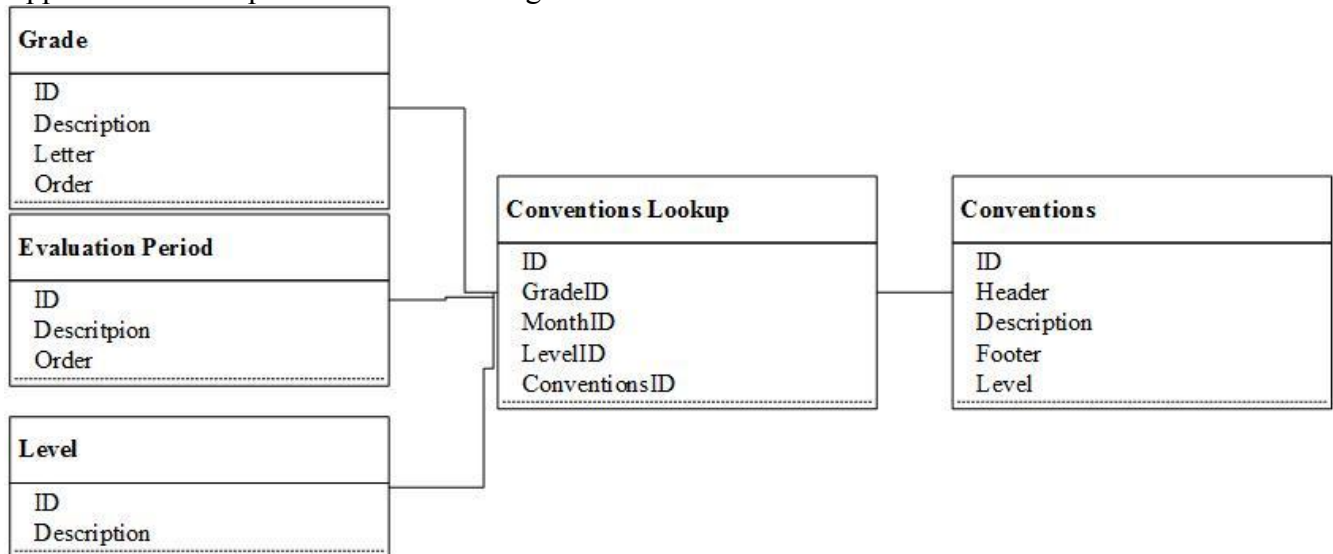 Grade
ID
Description
Letter
Order
Evaluation Period
ID
Descritpion
Order
Level
ID
Description
Conventions Lookup
ID
GradeID
MonthID
LevelID
ConventionsID
Conventions
ID
Header
Description
Footer
Level